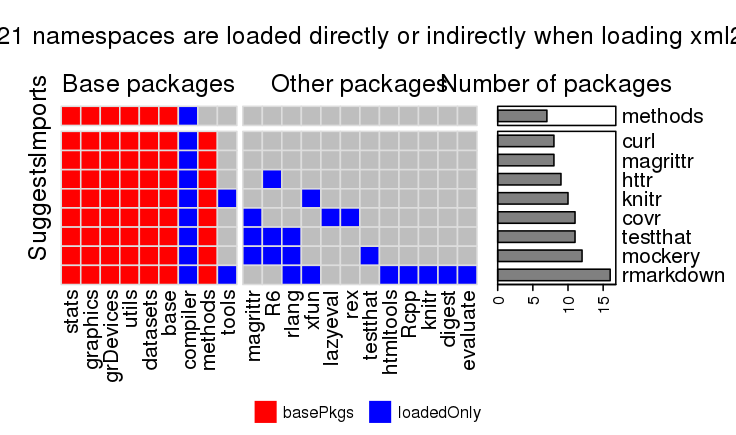 21 namespaces are loaded directly or indirectly when loading xml2
Base packages
Other packages
Number of packages
Imports
Suggests
methods
curl
magrittr
httr
knitr
covr
testthat
mockery
rmarkdown
0
5
10
15
stats
graphics
grDevices
utils
datasets
base
compiler
methods
tools
magrittr
R6
rlang
xfun
lazyeval
rex
testthat
htmltools
Rcpp
knitr
digest
evaluate
basePkgs
loadedOnly